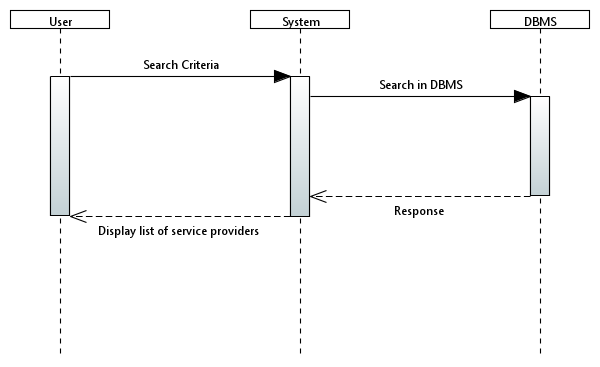 User
System
DBMS
Search Criteria
Search in DBMS
Response
Display list of service providers